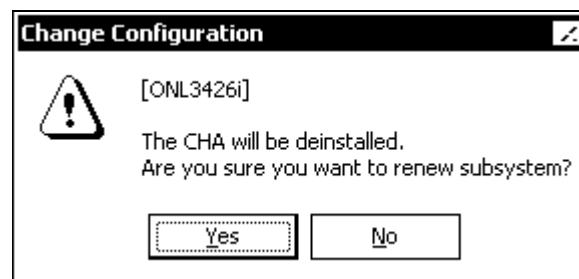 Change Configuration
[ONL3426i]
The CHA will be deinstalled.
Are you sure you want to renew subsystem?
Yes
No